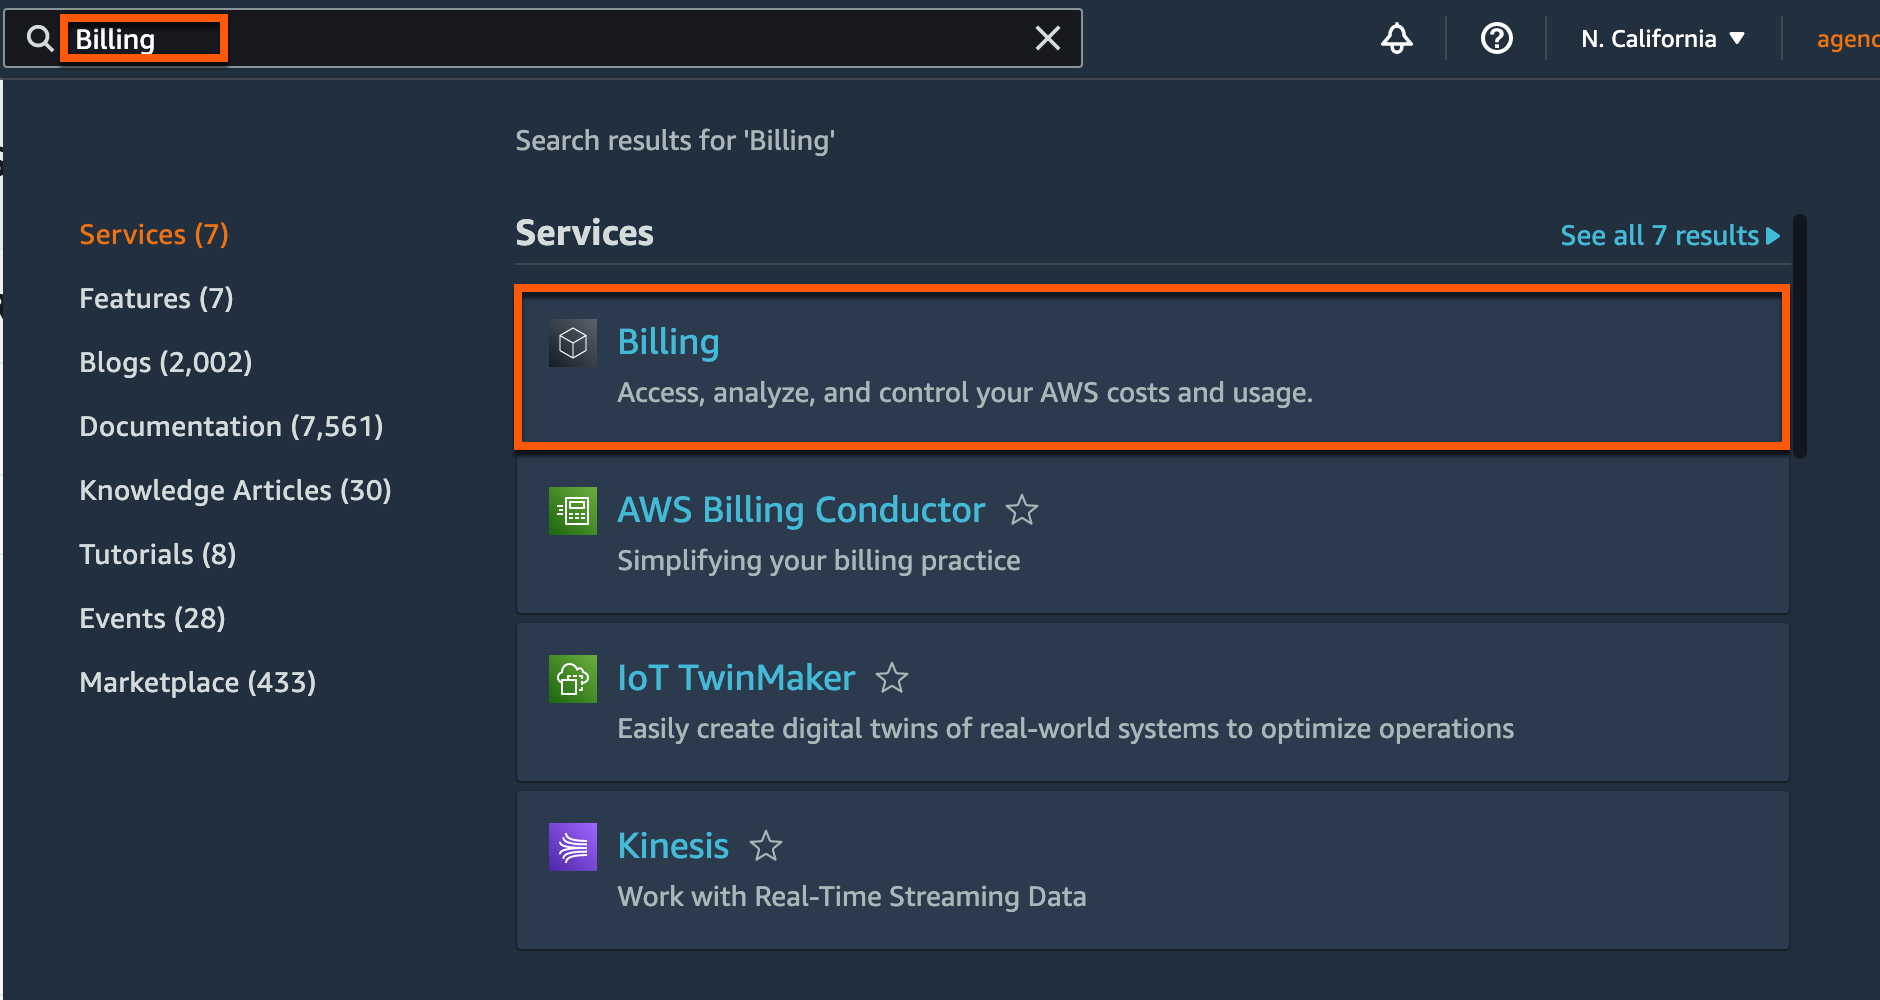 Billing
N. California
agenc
Search results for 'Billing'
Services (7)
Features (7)
Blogs (2,002)
Documentation (7,561)
Knowledge Articles (30)
Tutorials (8)
Events (28)
Marketplace (433)
Services
See all 7 results
Billing
Access, analyze, and control your AWS costs and usage.
AWS Billing Conductor
Simplifying your billing practice
IoT TwinMaker
Easily create digital twins of real-world systems to optimize operations
Kinesis
Work with Real-Time Streaming Data